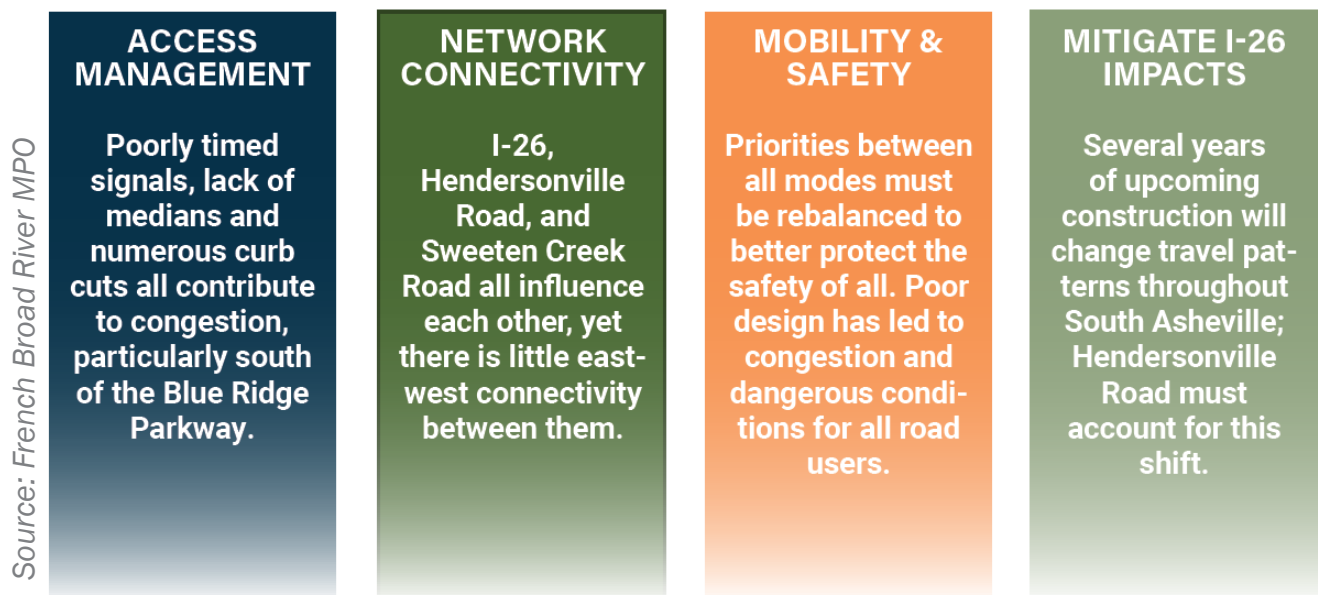 Source: French Broad River MPO
ACCESS
MANAGEMENT
Poorly timed
signals, lack of
medians and
numerous curb
cuts all contribute
to congestion,
particularly south
of the Blue Ridge
Parkway.
NETWORK
CONNECTIVITY
I-26,
Hendersonville
Road, and
Sweeten Creek
Road all influence
each other, yet
there is little east-
west connectivity
between them.
MOBILITY &
SAFETY
Priorities between
all modes must
be rebalanced to
better protect the
safety of all. Poor
design has led to
congestion and
dangerous condi-
tions for all road
users.
MITIGATE I-26
IMPACTS
Several years
of upcoming
construction will
change travel pat-
terns throughout
South Asheville;
Hendersonville
Road must
account for this
shift.